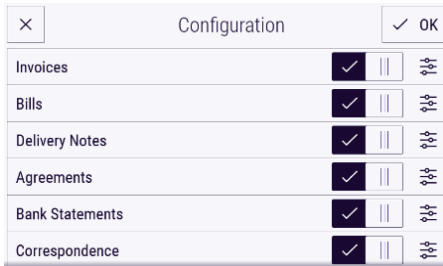 Configuration
OK
Invoices
Bills
Delivery Notes
Agreements
Bank Statements
Correspondence